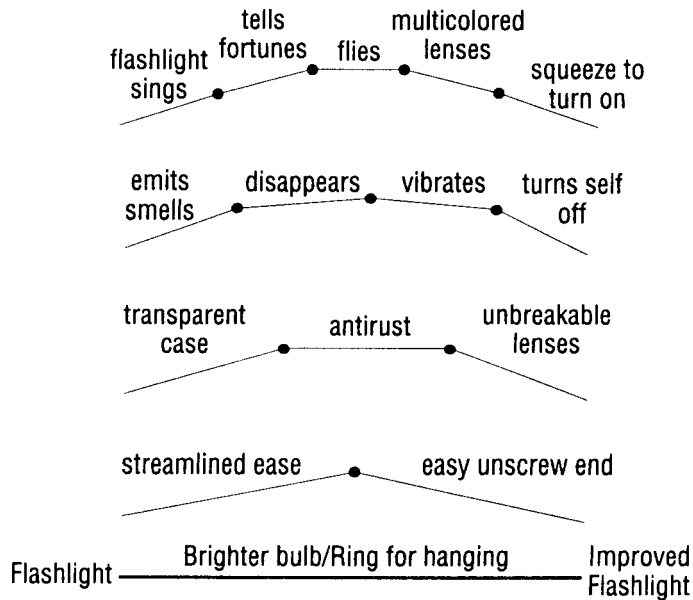 tells
fortunes
flies
multicolored
lenses
flashlight
sings
squeeze to
turn on
emits
smells
disappears
vibrates
turns self
off
transparent
case
antirust
unbreakable
lenses
streamlined ease
easy unscrew end
Flashlight
Brighter bulb/Ring for hanging
Improved
Flashlight